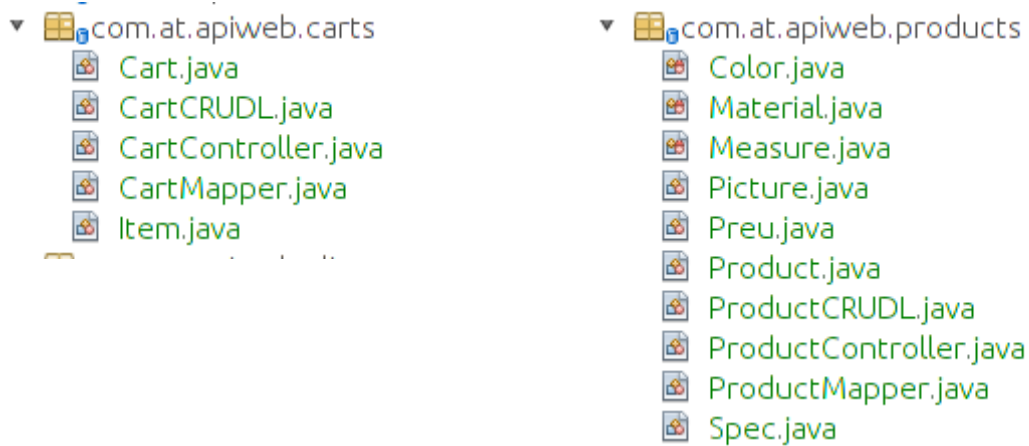 com.at.apiweb.carts
Cart.java
CartCRUDL.java
CartController.java
CartMapper.java
Item.java
com.at.apiweb.products
Color.java
Material.java
Measure.java
Picture.java
Preu.java
Product.java
ProductCRUDL.java
ProductController.java
ProductMapper.java
Spec.java